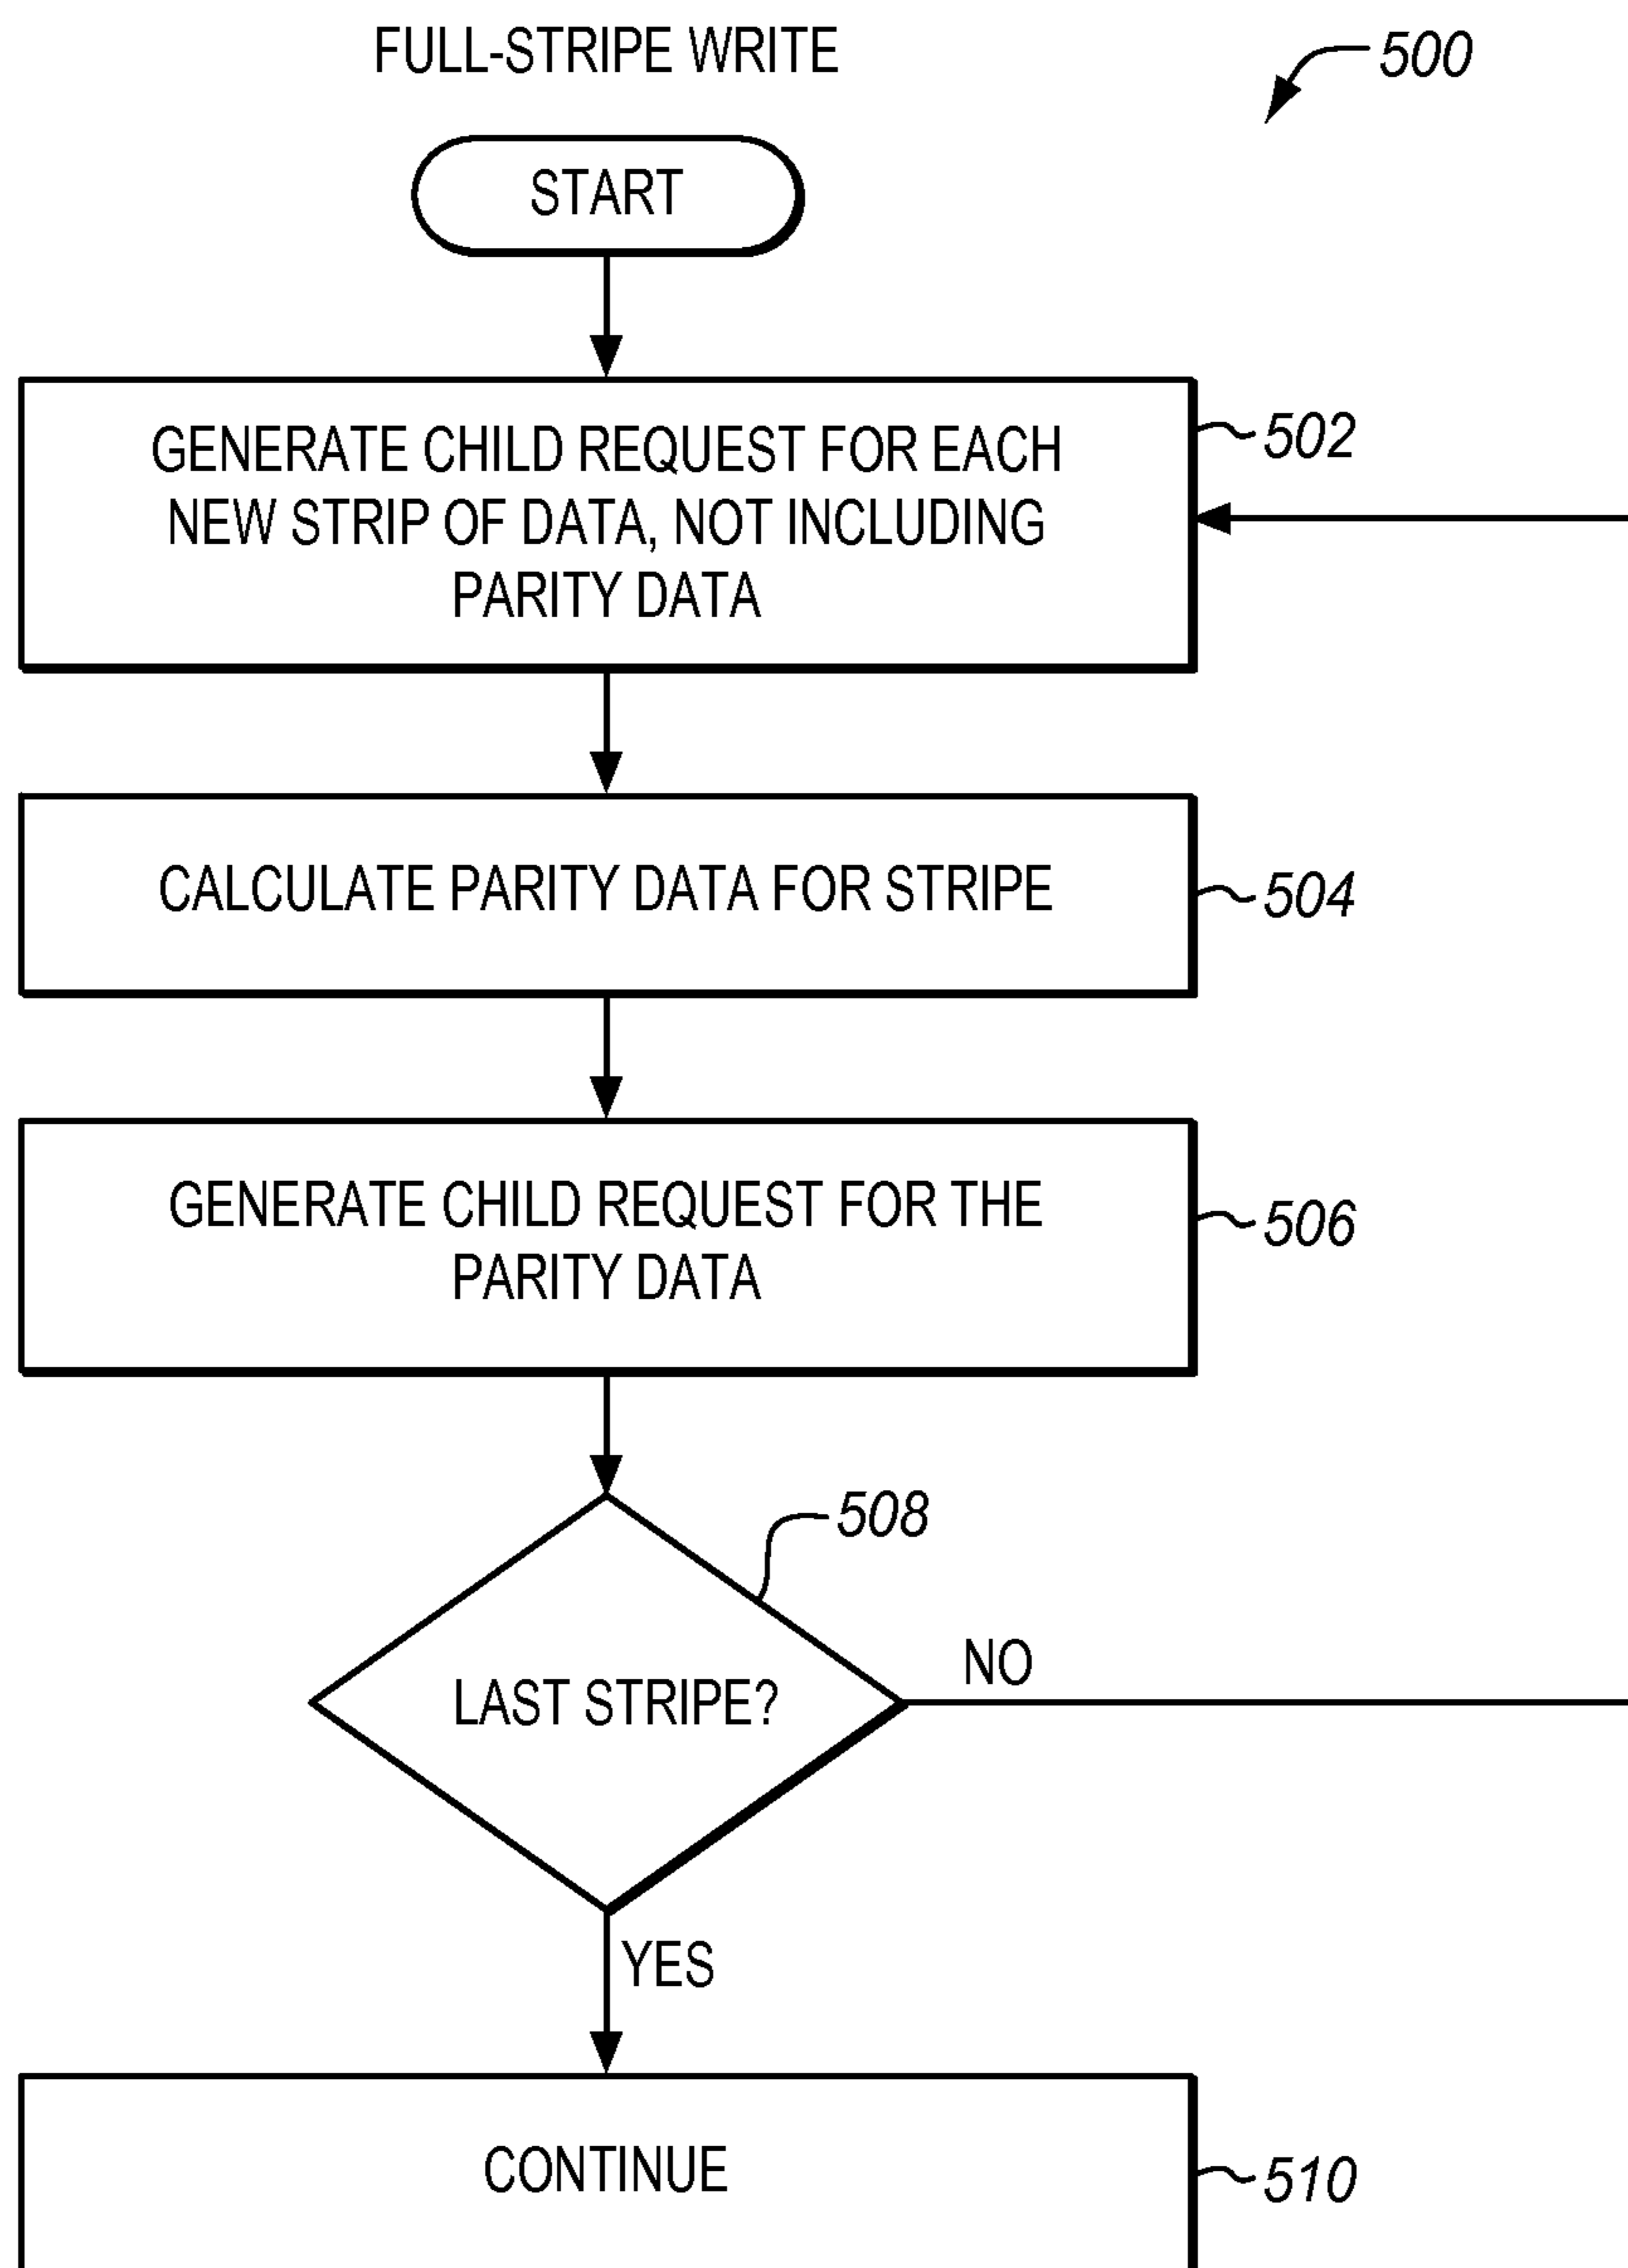 FULL-STRIPE WRITE
500
START
GENERATE CHILD REQUEST FOR EACH
NEW STRIP OF DATA, NOT INCLUDING
PARITY DATA
502
CALCULATE PARITY DATA FOR STRIPE
504
GENERATE CHILD REQUEST FOR THE
PARITY DATA
506
508
LAST STRIPE?
NO
YES
CONTINUE
510